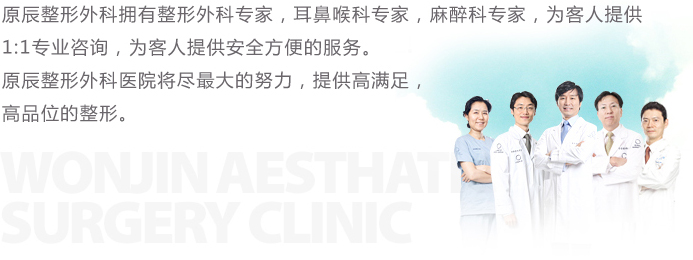 原辰整形外科拥有整形外科专家，耳鼻喉科专家，麻醉科专家，为客人提供
1:1专业咨询，为客人提供安全方便的服务。
原辰整形外科医院将尽最大的努力，提供高满足，
高品位的整形。
WONJIN AESTHATI
SURGERY CLINIC